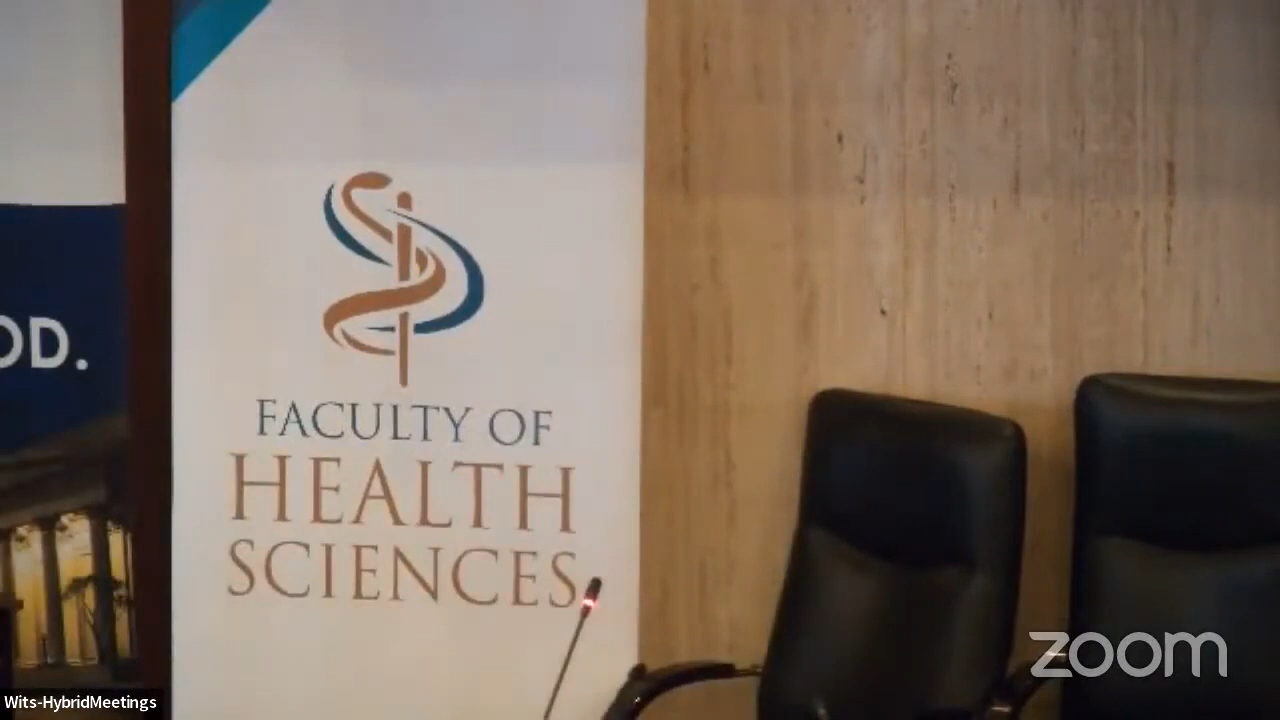 OD.
FACULTY OF
HEALTH
SCIENCES
zoom
Wits-HybridMeetings